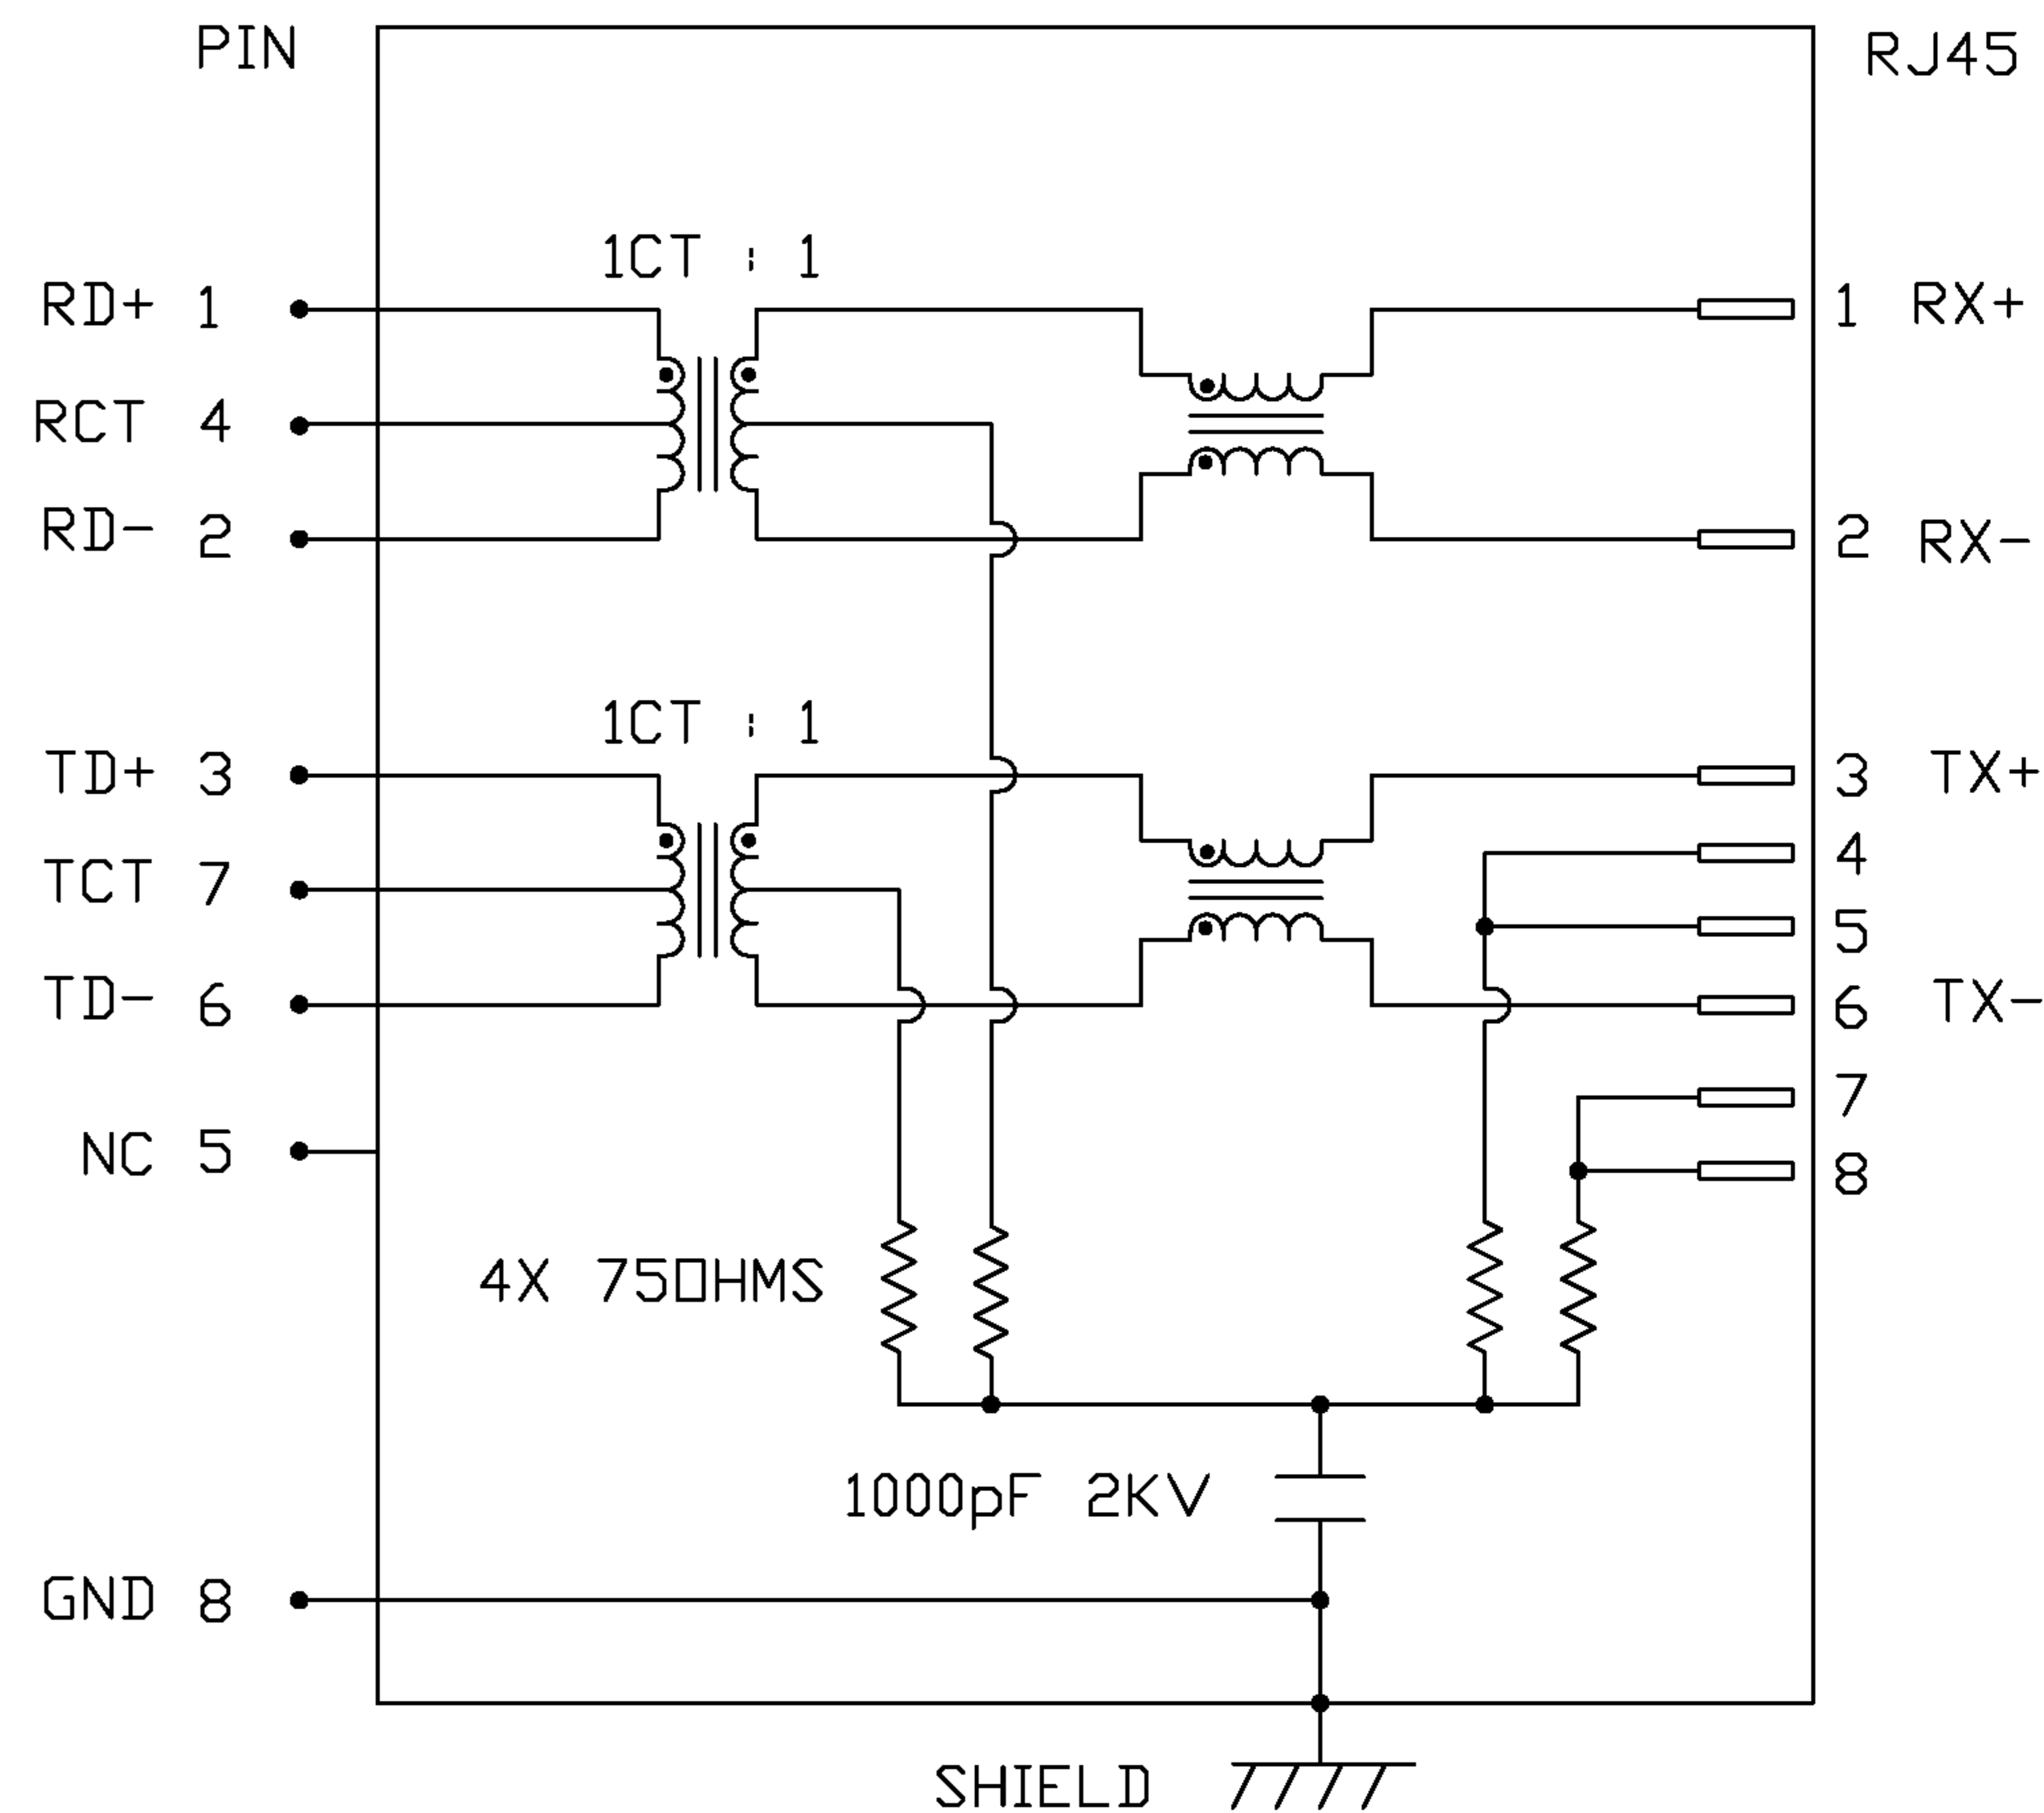 PIN RJ45
1CT : 1
RD+ 1 1 RX+
RCT 4
RD- 2 2 RX-
1CT : 1
TD+ 3 3 TX+
4
TCT 7
5
TD- 6 6 TX-
7
NC 5
8
4X 75OHMS
1000pF 2KV
GND 8
SHIELD